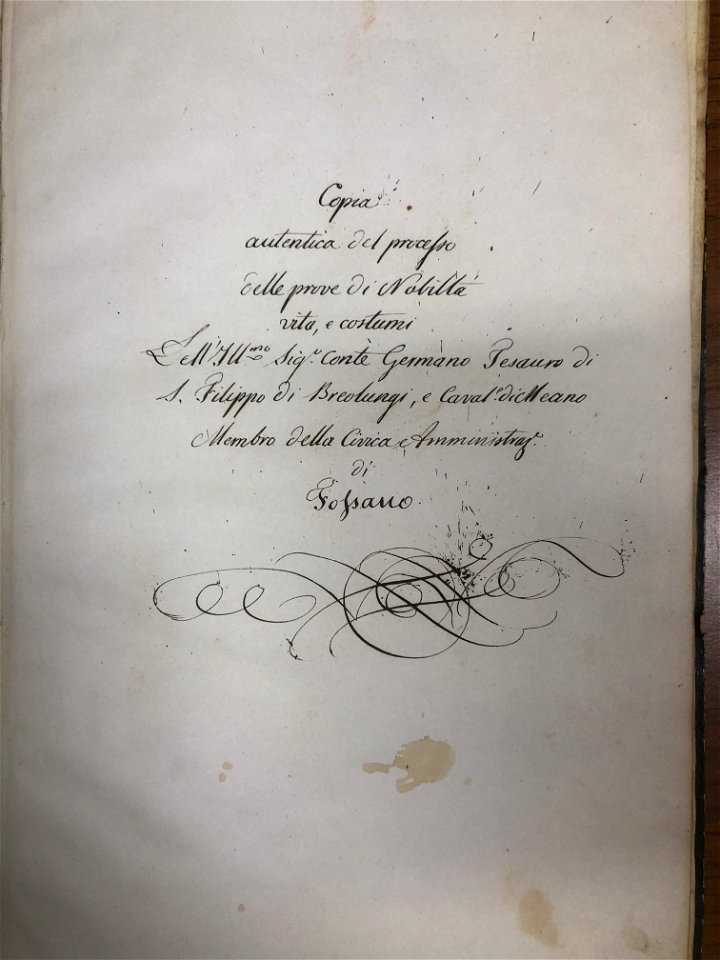 Copia
autentica del processo
delle prove di Nobiltà
vita, e costumi
Dell'Ill.mo Sig.r Conte Germano Tesauro di
S. Filippo di Breolungi, e Caval.e di Meano
Membro della Civica Amministraz.e
di
Fossano